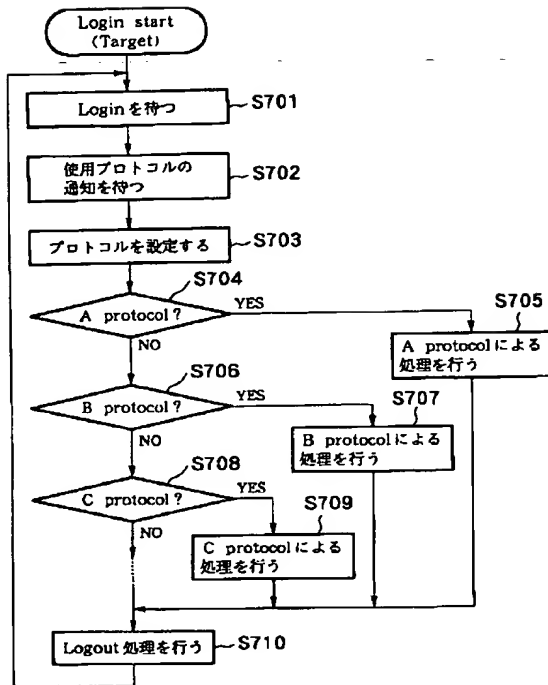 Login start
(Target)
Loginを待つ
S701
使用プロトコルの
通知を待つ
S702
プロトコルを設定する
S703
S704
A protocol?
YES
NO
S705
A protocolによる
処理を行う
S706
B protocol?
YES
NO
S707
B protocolによる
処理を行う
S708
C protocol?
YES
NO
S709
C protocolによる
処理を行う
Logout処理を行う
S710